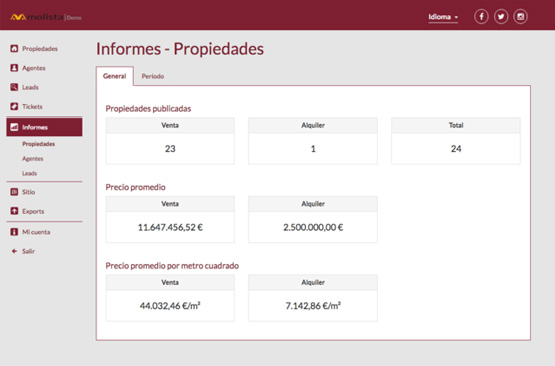 molista | Demo
Idioma
Propiedades
Agentes
Leads
Tickets
Informes
Propiedades
Agentes
Leads
Sitio
Exports
Mi cuenta
Salir
Informes - Propiedades
General Período
Propiedades publicadas
Venta Alquiler Total
23 1 24
Precio promedio
Venta Alquiler
11.647.456,52 € 2.500.000,00 €
Precio promedio por metro cuadrado
Venta Alquiler
44.032,46 €/m² 7.142,86 €/m²